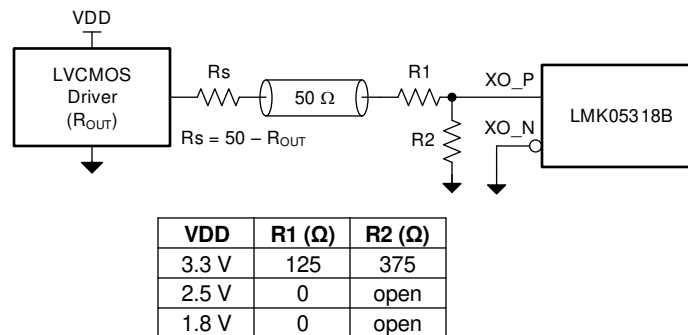 VDD
LVCMOS
Driver
(ROUT)
Rs
50 Ω
R1
XO_P
R2
XO_N
LMK05318B
Rs = 50 – ROUT
VDD R1 (Ω) R2 (Ω)
3.3 V 125 375
2.5 V 0 open
1.8 V 0 open